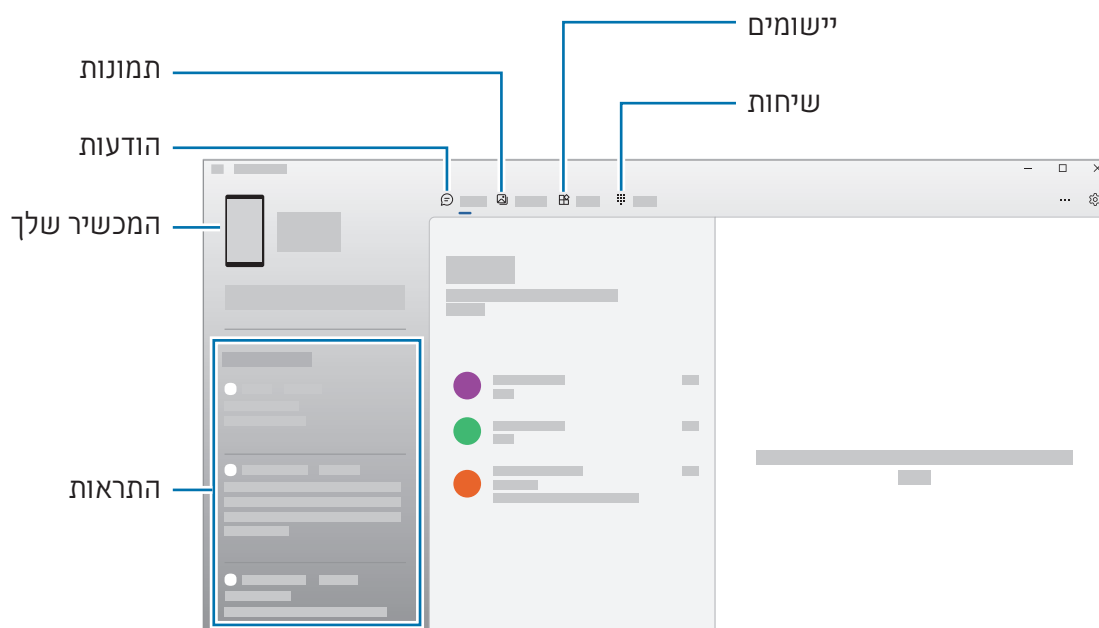 יישומים
תמונות
שיחות
הודעות
המכשיר שלך
התראות